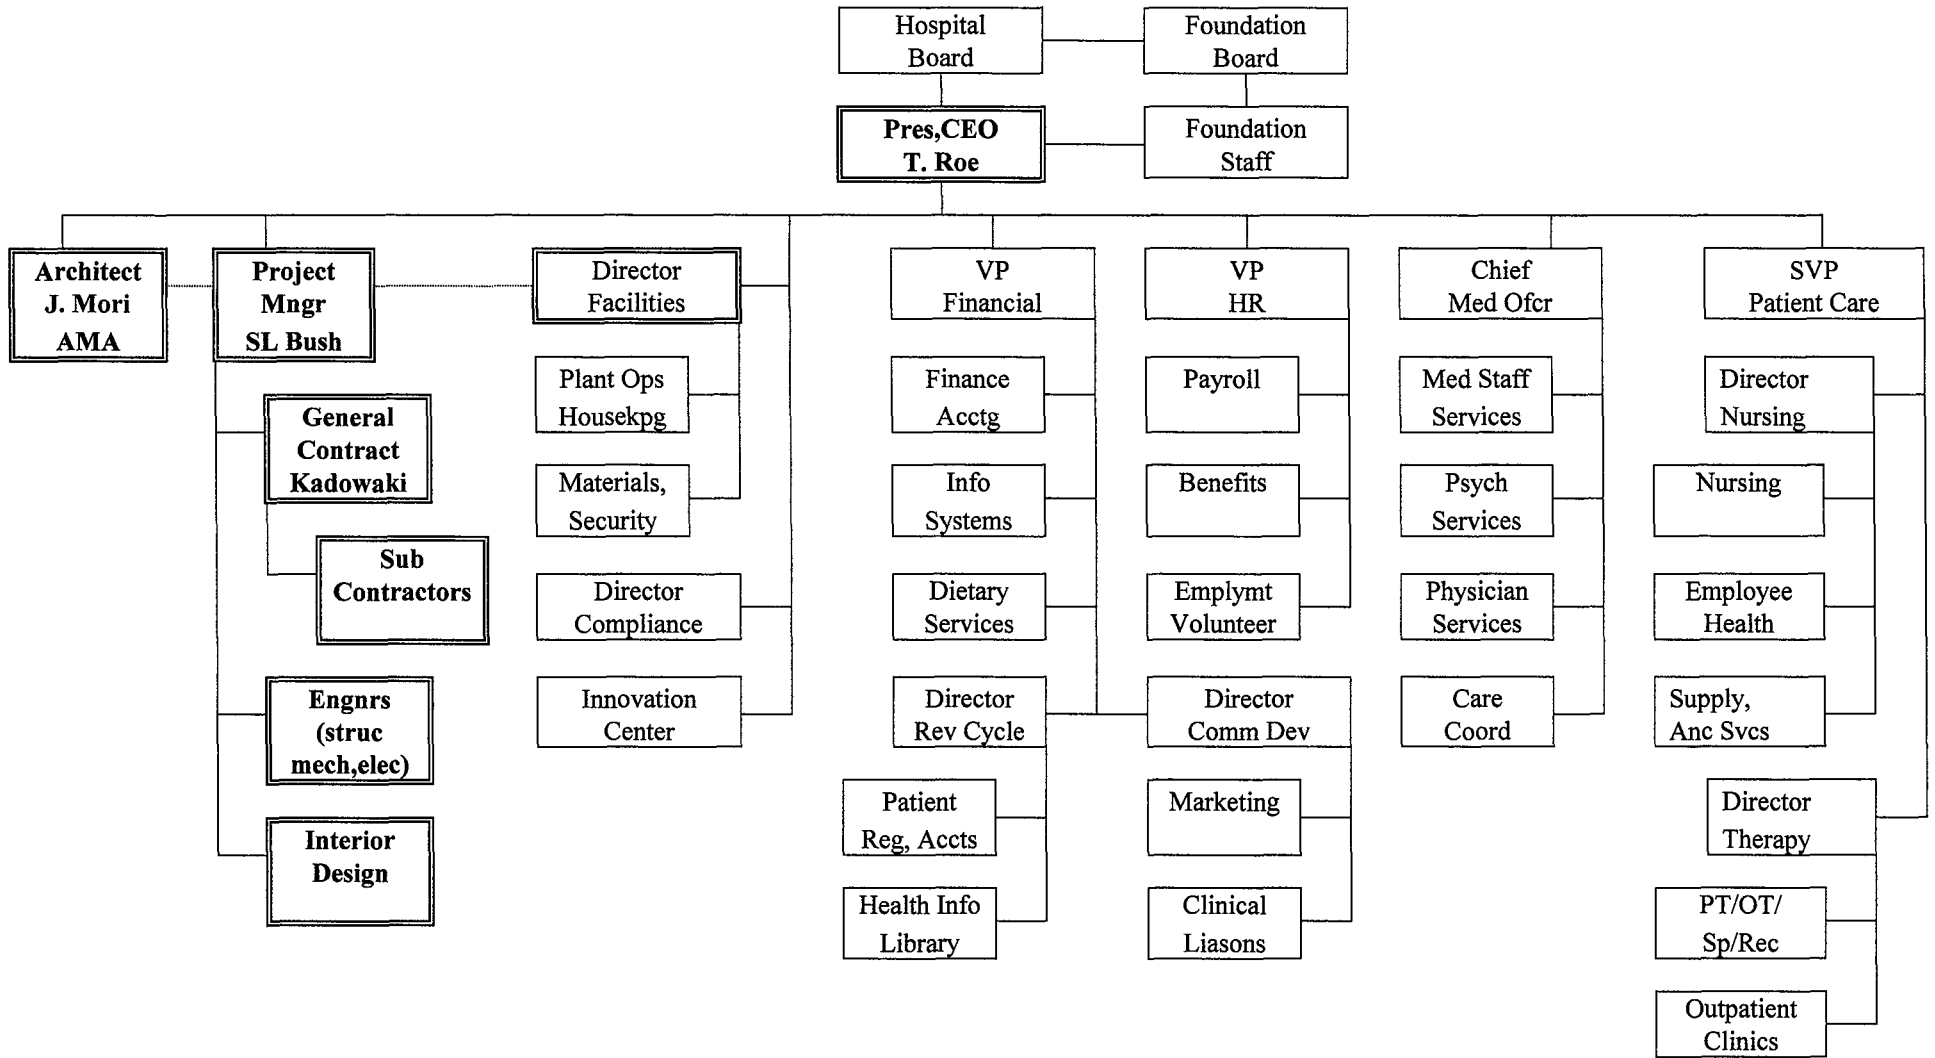 Hospital
Board
Foundation
Board
Pres,CEO
T. Roe
Foundation
Staff
Architect
J. Mori
AMA
Project
Mngr
SL Bush
Director
Facilities
VP
Financial
VP
HR
Chief
Med Ofcr
SVP
Patient Care
General
Contract
Kadowaki
Sub
Contractors
Engnrs
(struc
mech,elec)
Interior
Design
Plant Ops
Housekpg
Materials,
Security
Director
Compliance
Innovation
Center
Finance
Acctg
Info
Systems
Dietary
Services
Director
Rev Cycle
Patient
Reg, Accts
Health Info
Library
Payroll
Benefits
Emplymt
Volunteer
Director
Comm Dev
Marketing
Clinical
Liasons
Med Staff
Services
Psych
Services
Physician
Services
Care
Coord
Director
Nursing
Nursing
Employee
Health
Supply,
Anc Svcs
Director
Therapy
PT/OT/
Sp/Rec
Outpatient
Clinics